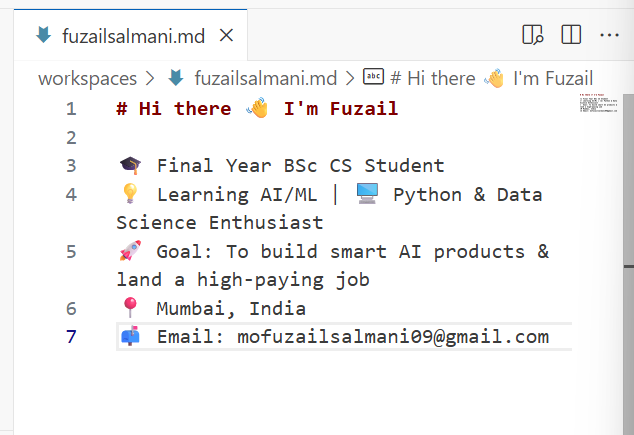 fuzailsalmani.md
workspaces > fuzailsalmani.md > # Hi there 👋 I'm Fuzail
1 # Hi there 👋 I'm Fuzail
2
3 🎓 Final Year BSc CS Student
4 💡 Learning AI/ML | 💻 Python & Data
Science Enthusiast
5 🚀 Goal: To build smart AI products &
land a high-paying job
6 📍 Mumbai, India
7 📫 Email: mofuzailsalmani09@gmail.com